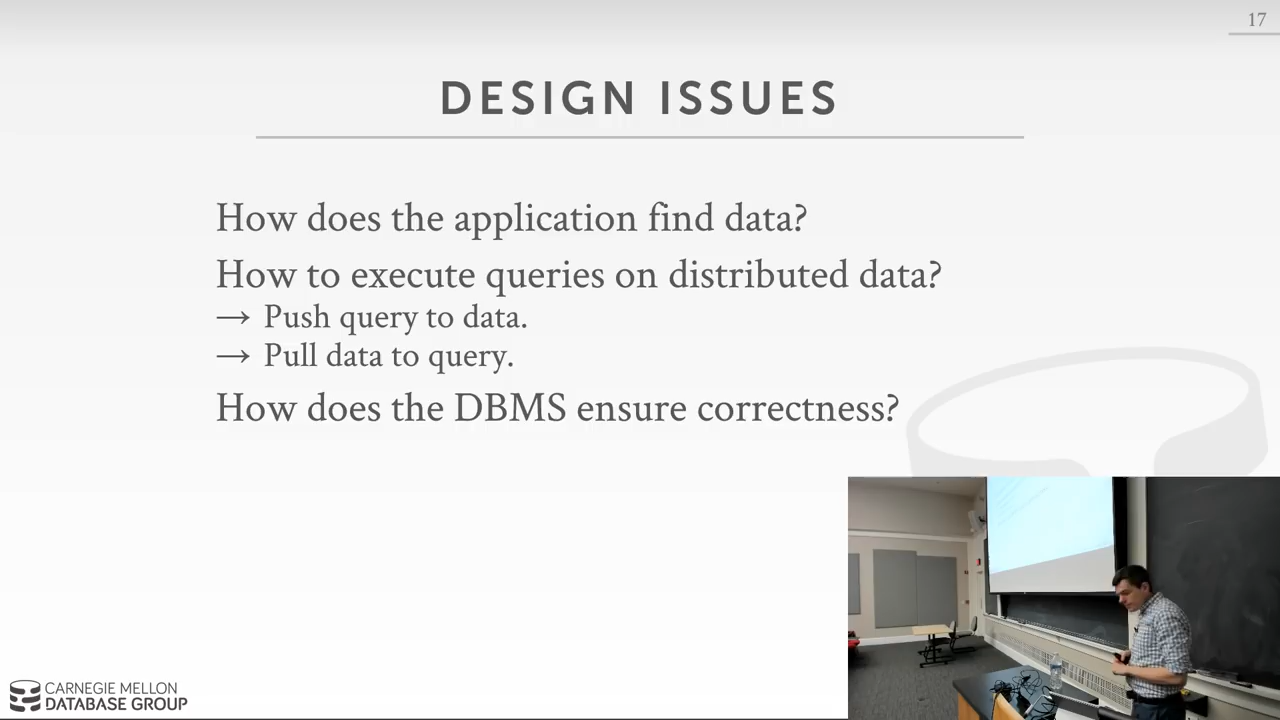 17
DESIGN ISSUES
How does the application find data?
How to execute queries on distributed data?
→ Push query to data.
→ Pull data to query.
How does the DBMS ensure correctness?
CARNEGIE MELLON
DATABASE GROUP